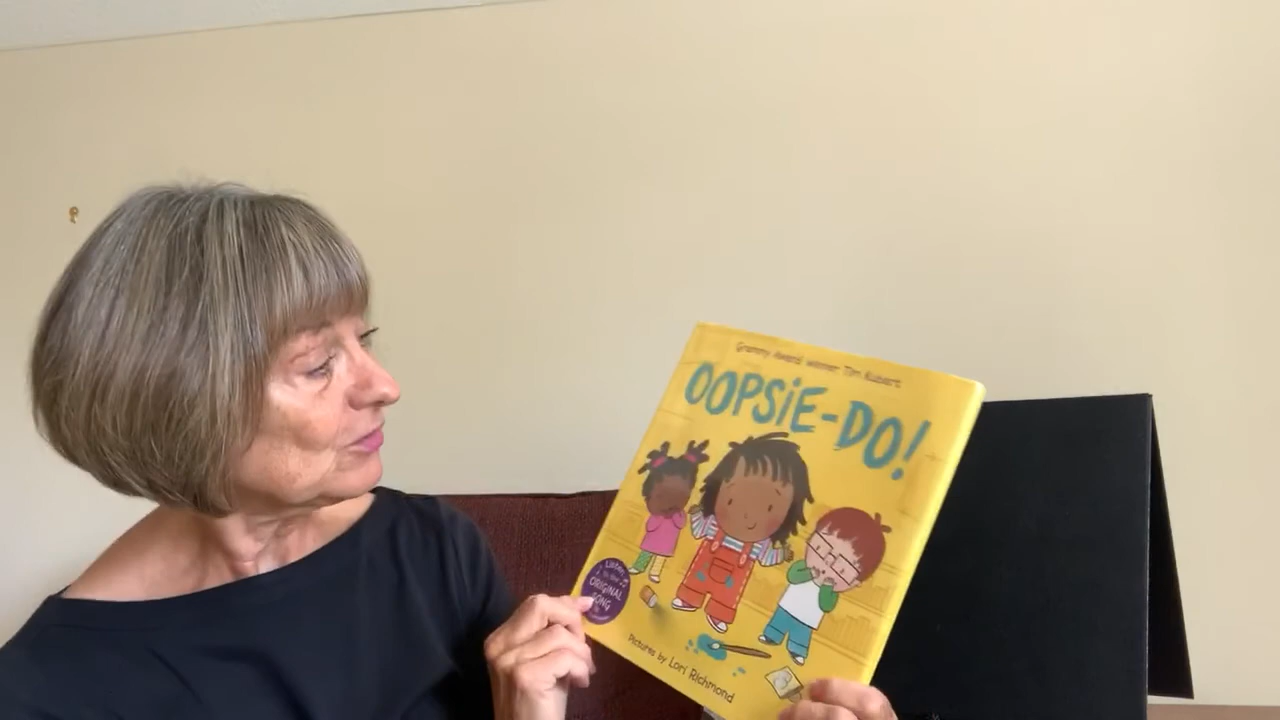 Grammy Award winner Tim Kubart
OOPSiE-DO!
Listen
to the
ORIGINAL
SONG
Pictures by Lori Richmond